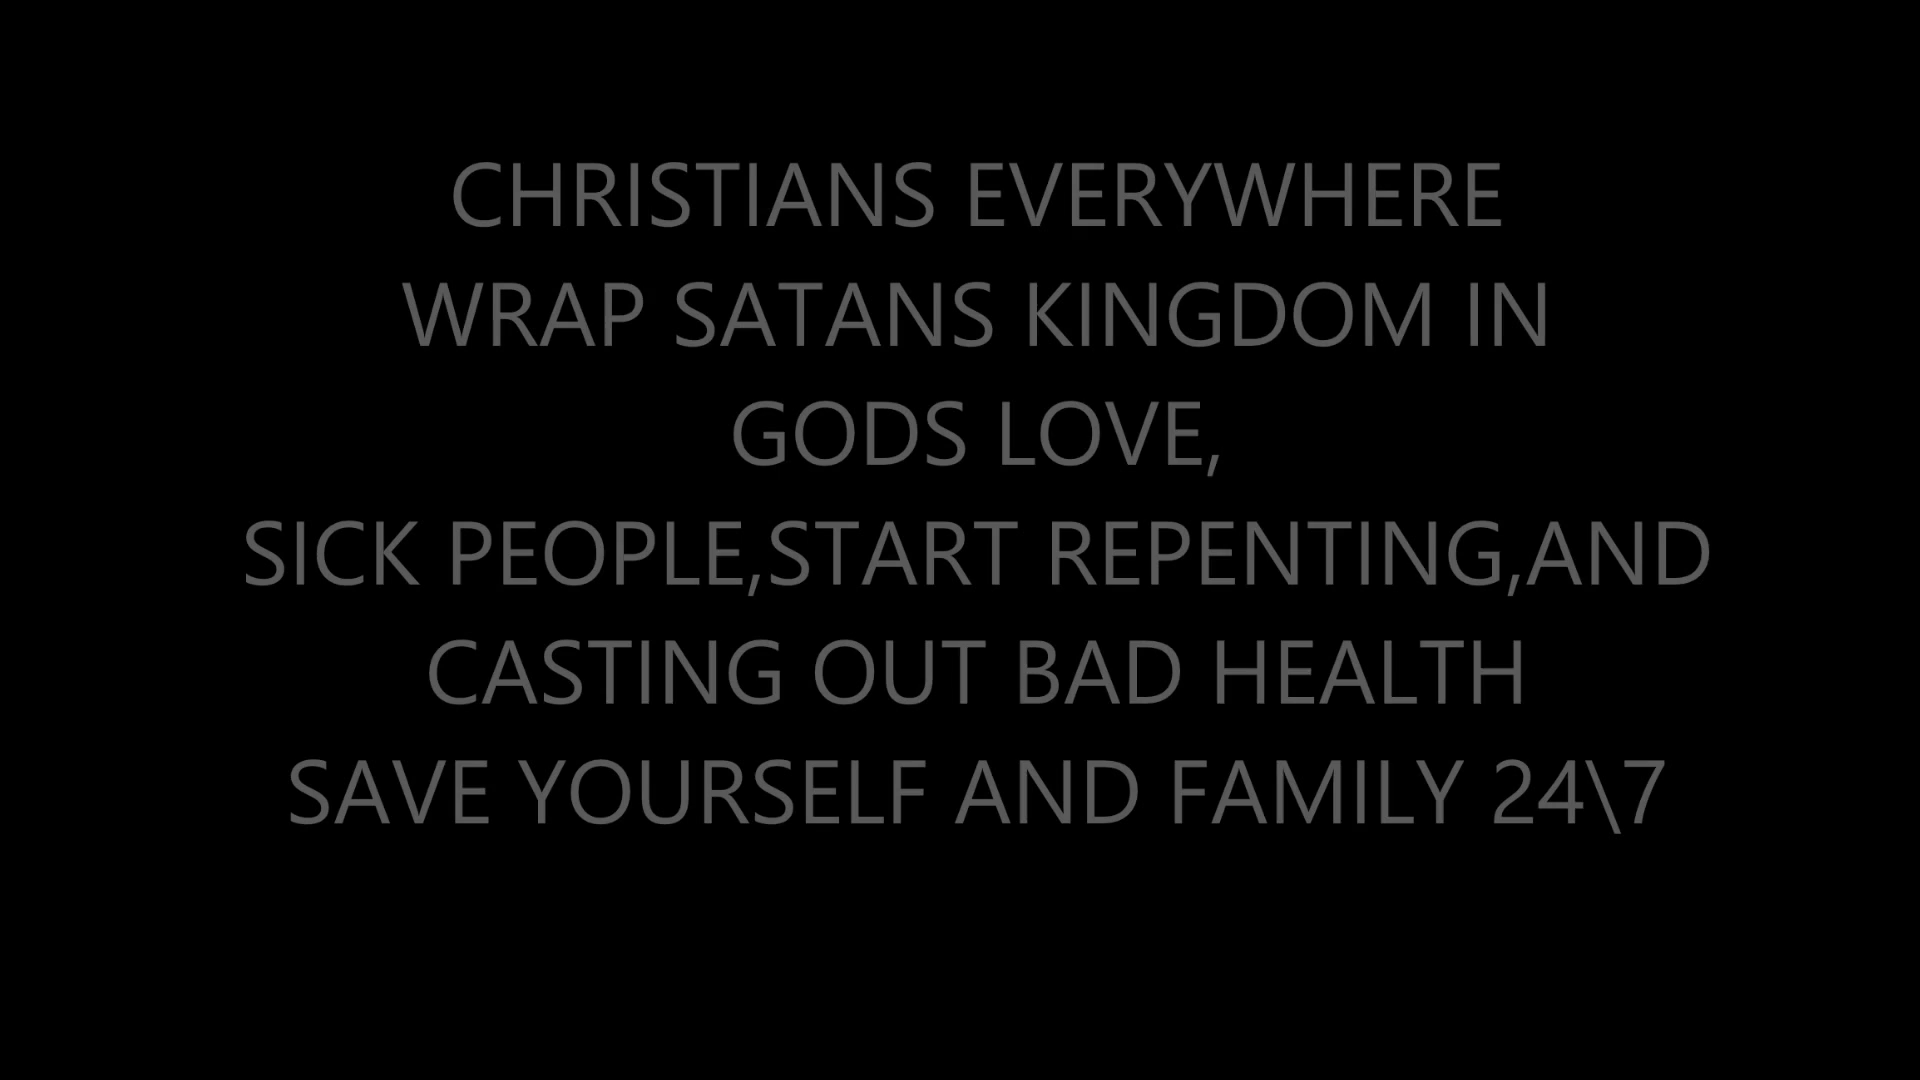 CHRISTIANS EVERYWHERE
WRAP SATANS KINGDOM IN
GODS LOVE,
SICK PEOPLE,START REPENTING,AND
CASTING OUT BAD HEALTH
SAVE YOURSELF AND FAMILY 24\7